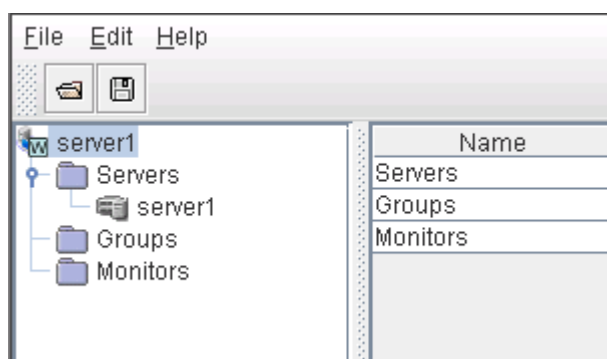 File Edit Help
server1
Servers
server1
Groups
Monitors
Name
Servers
Groups
Monitors